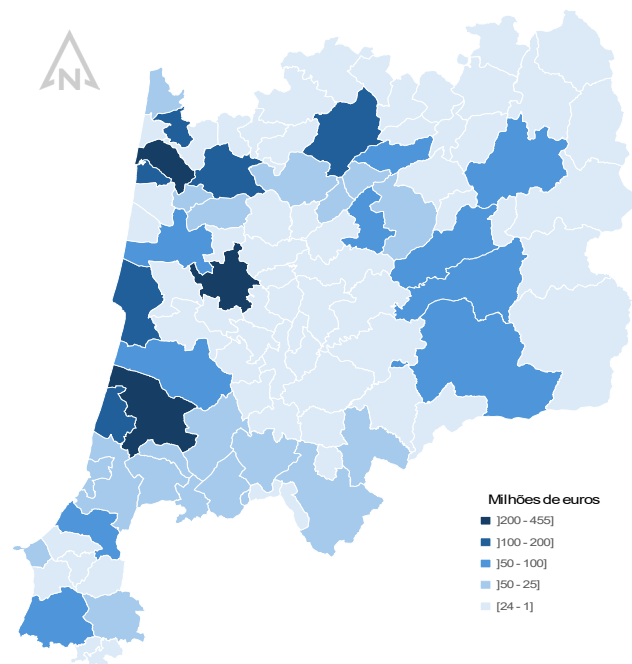 N
Milhões de euros
]200 - 455]
]100 - 200]
]50 - 100]
]50 - 25]
[24 - 1]